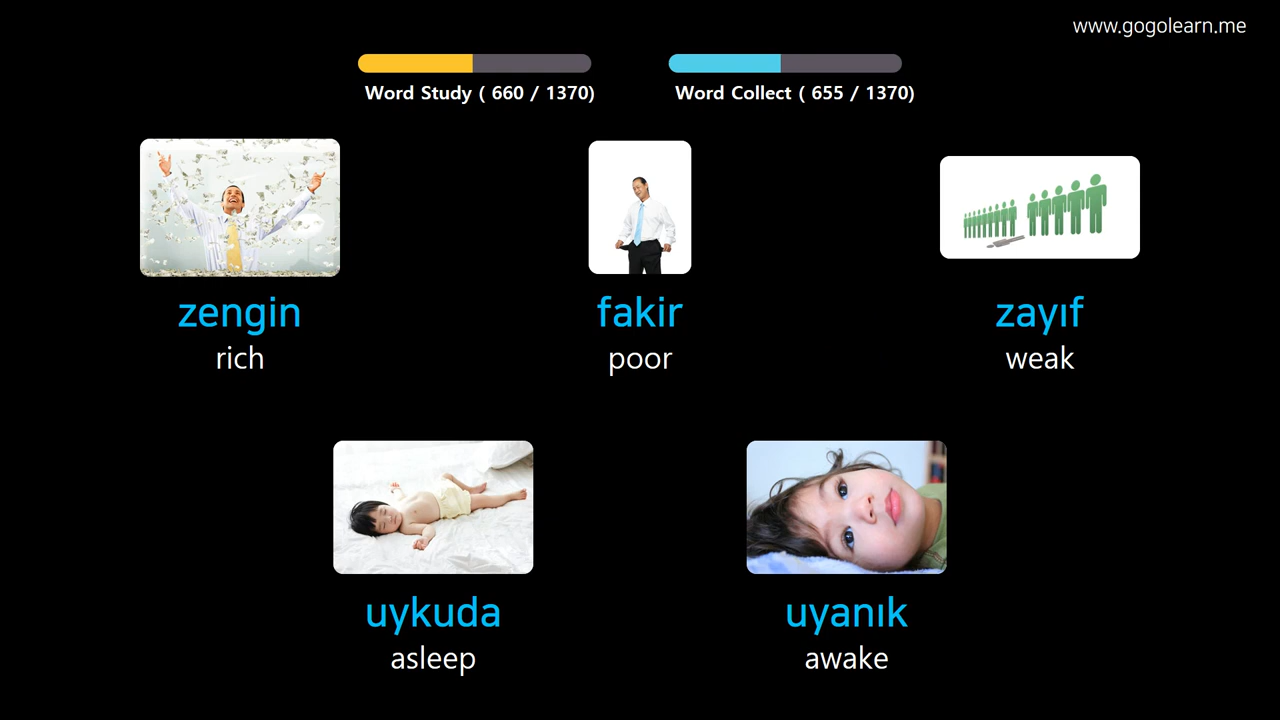 www.gogolearn.me
Word Study ( 660 / 1370)
Word Collect ( 655 / 1370)
zengin
rich
fakir
poor
zayıf
weak
uykuda
asleep
uyanık
awake